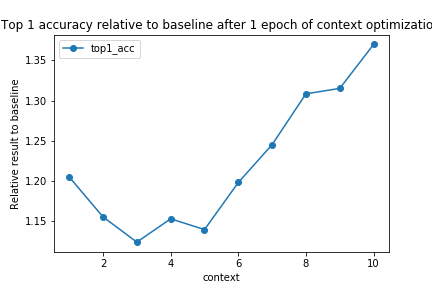 Top 1 accuracy relative to baseline after 1 epoch of context optimizatio
top1_acc
Relative result to baseline
1.35
1.30
1.25
1.20
1.15
2 4 6 8 10
context